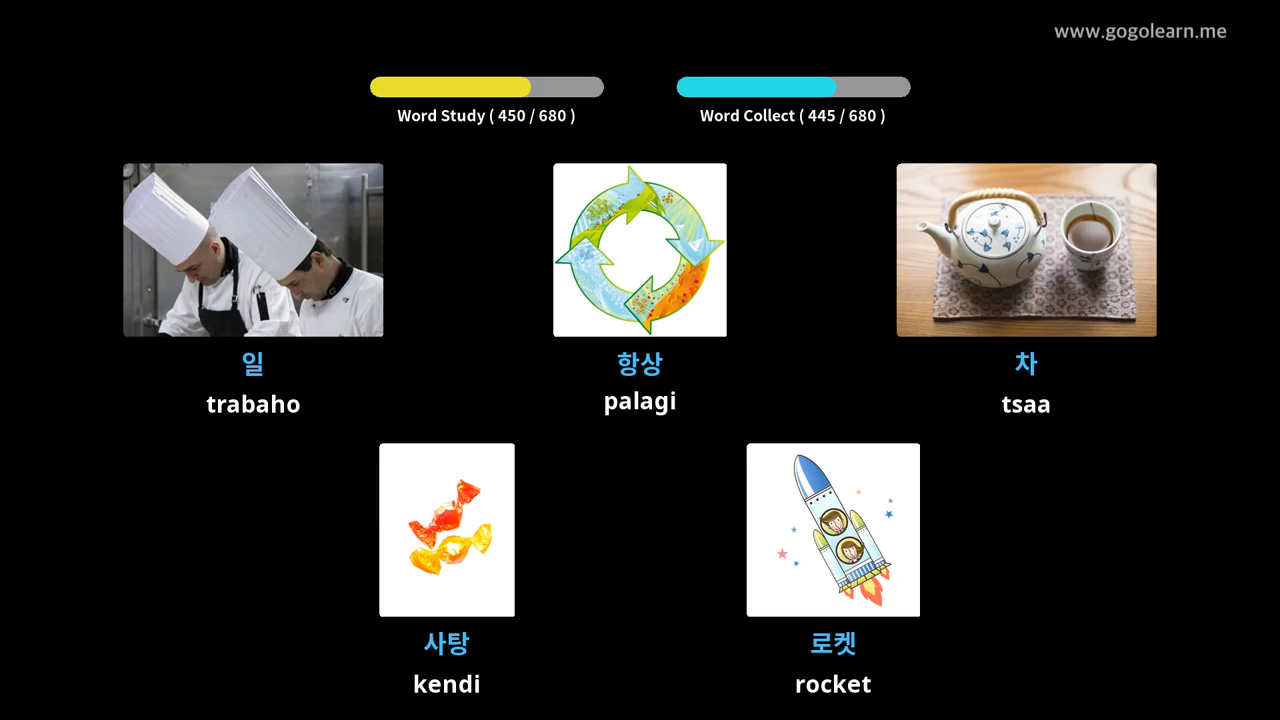 www.gogolearn.me
Word Study ( 450 / 680 )
Word Collect ( 445 / 680 )
일
trabaho
항상
palagi
차
tsaa
사탕
kendi
로켓
rocket